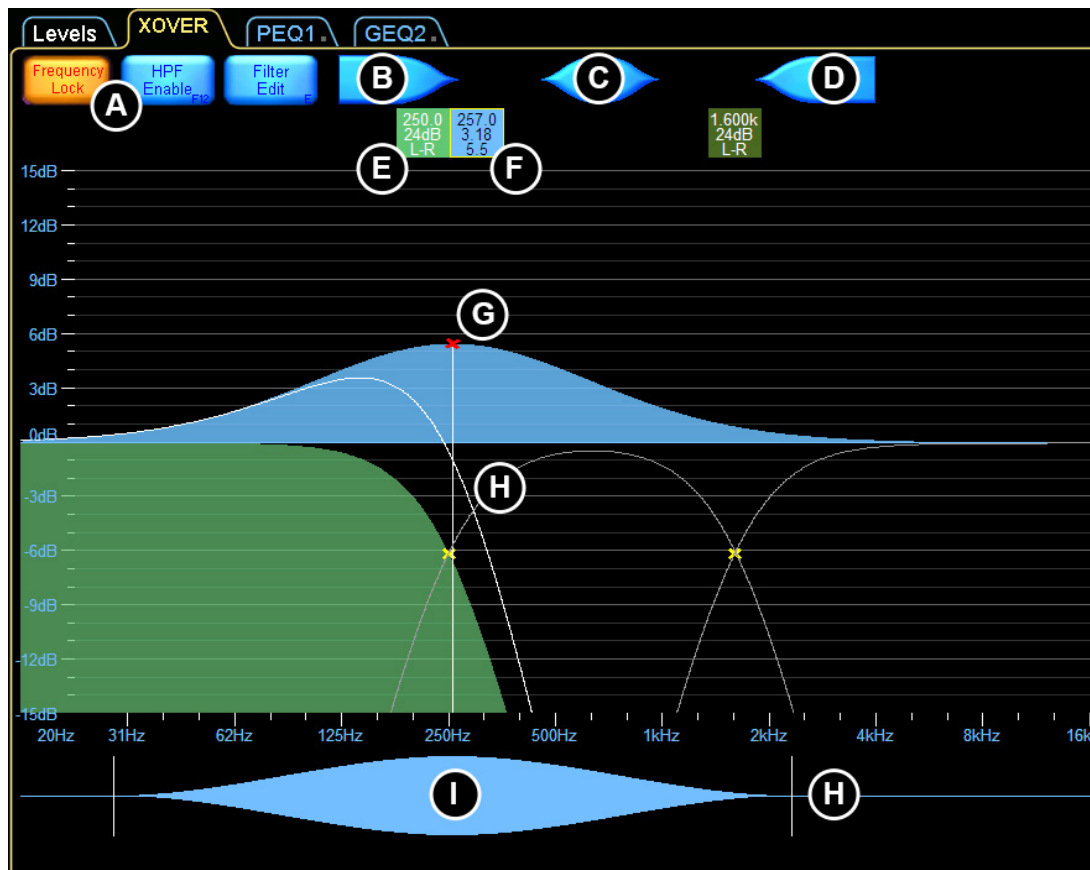 Levels XOVER PEQ1 GEQ2
Frequency Lock
HPF Enable F12
Filter Edit E
A
B
C
D
250.0
24dB
L-R
257.0
3.18
5.5
1.600k
24dB
L-R
E
F
15dB
12dB
9dB
G
6dB
3dB
0dB
H
-3dB
-6dB
-9dB
-12dB
-15dB
20Hz 31Hz 62Hz 125Hz 250Hz 500Hz 1kHz 2kHz 4kHz 8kHz 16k
I
H